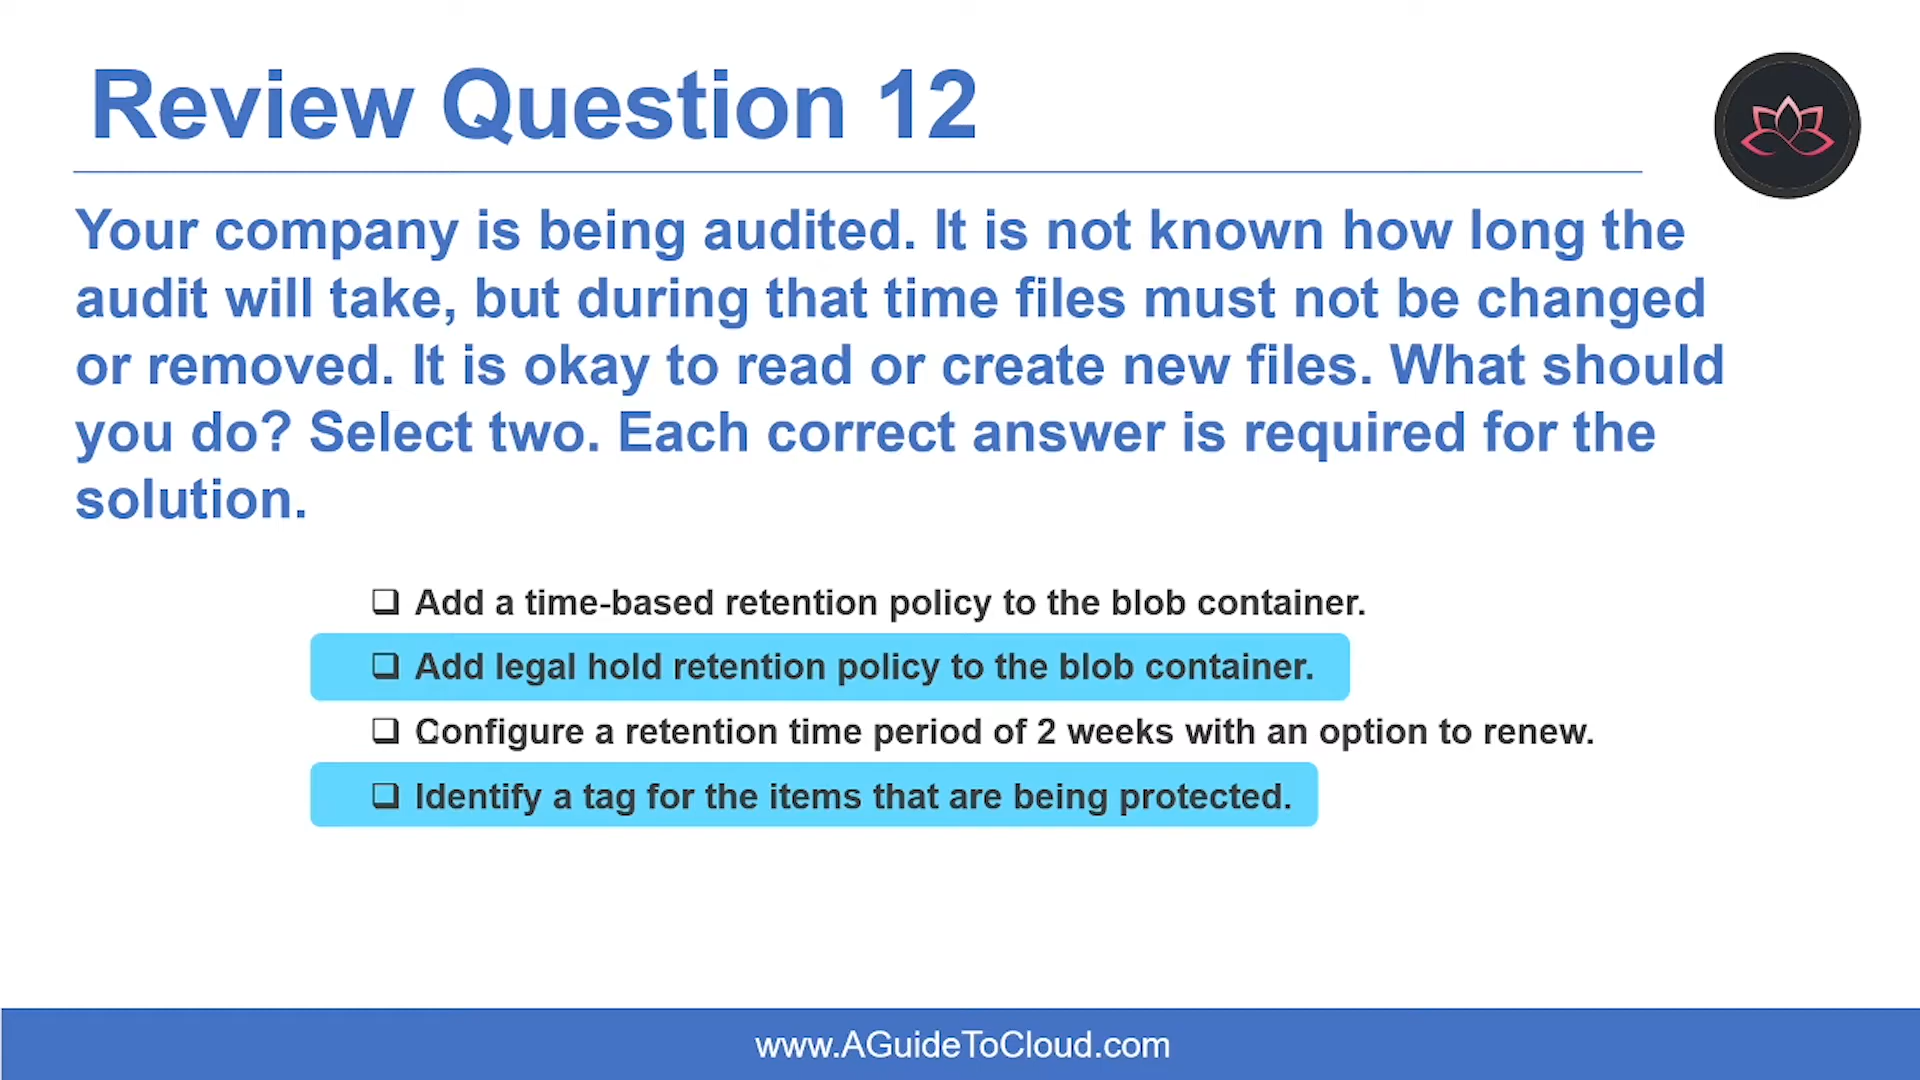 Review Question 12
Your company is being audited. It is not known how long the
audit will take, but during that time files must not be changed
or removed. It is okay to read or create new files. What should
you do? Select two. Each correct answer is required for the
solution.
❑ Add a time-based retention policy to the blob container.
❑ Add legal hold retention policy to the blob container.
❑ Configure a retention time period of 2 weeks with an option to renew.
❑ Identify a tag for the items that are being protected.
www.AGuideToCloud.com